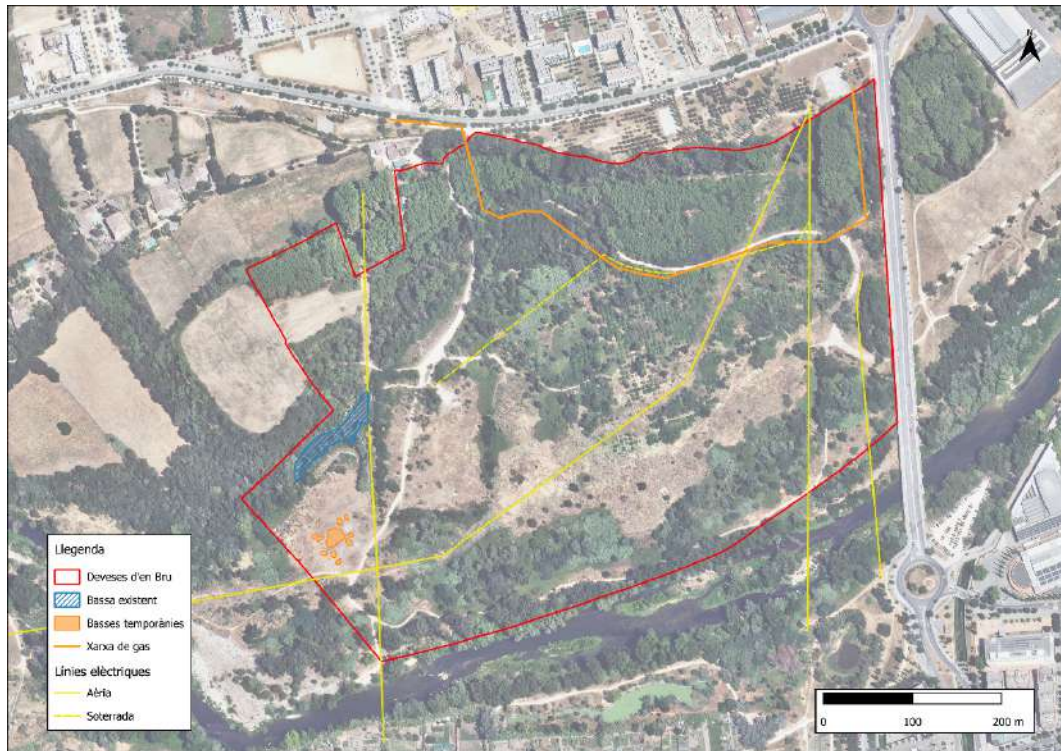 N
Llegenda
Deveses d'en Bru
Bassa existent
Basses temporànies
Xarxa de gas
Línies elèctriques
Aèria
Soterrada
0 100 200 m